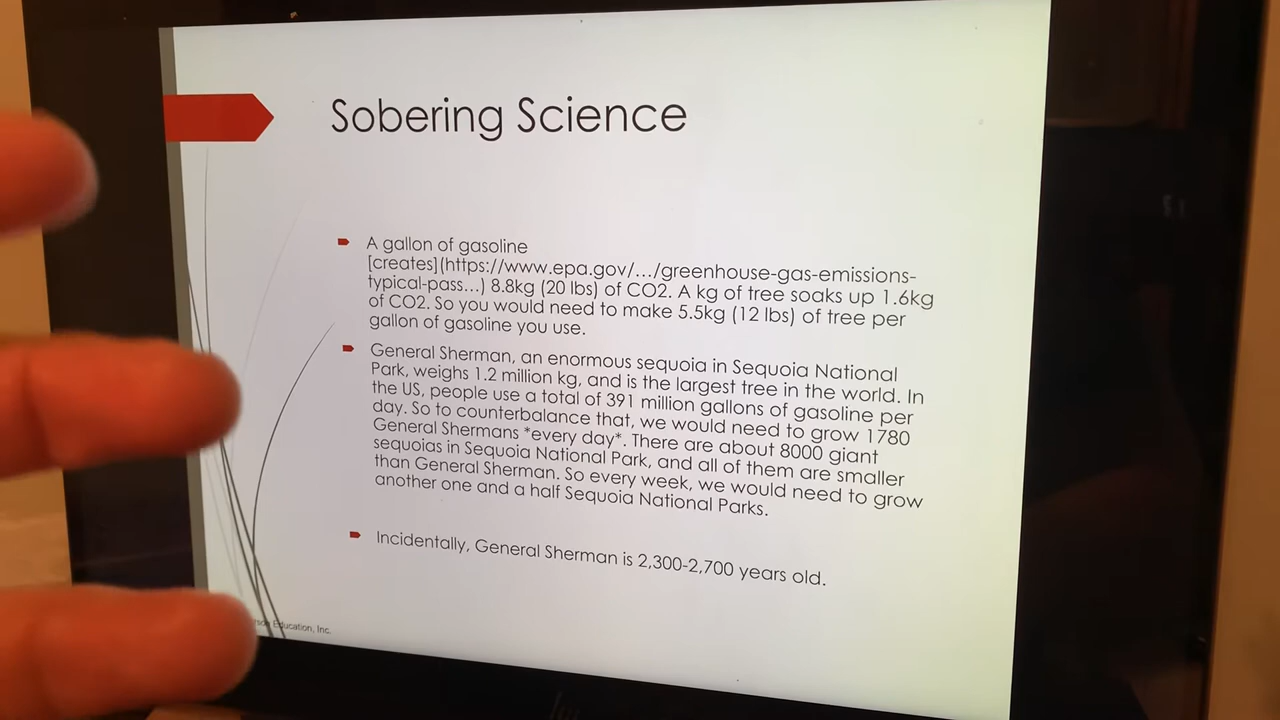 Sobering Science
A gallon of gasoline
[creates](https://www.epa.gov/.../greenhouse-gas-emissions-
typical-pass...) 8.8kg (20 lbs) of CO2. A kg of tree soaks up 1.6kg
of CO2. So you would need to make 5.5kg (12 lbs) of tree per
gallon of gasoline you use.
General Sherman, an enormous sequoia in Sequoia National
Park, weighs 1.2 million kg, and is the largest tree in the world. In
the US, people use a total of 391 million gallons of gasoline per
day. So to counterbalance that, we would need to grow 1780
General Shermans *every day*. There are about 8000 giant
sequoias in Sequoia National Park, and all of them are smaller
than General Sherman. So every week, we would need to grow
another one and a half Sequoia National Parks.
Incidentally, General Sherman is 2,300-2,700 years old.
Education, Inc.